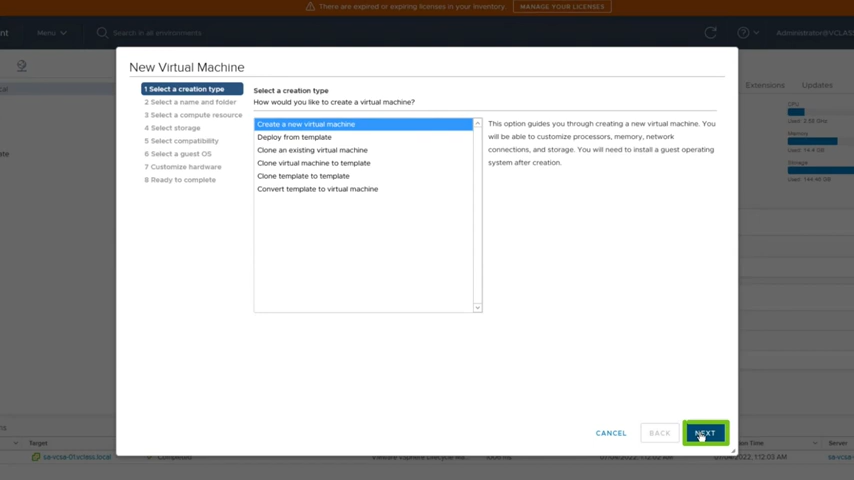 There are expired or expiring licenses in your inventory. MANAGE YOUR LICENSES
Menu Search in all environments
New Virtual Machine
1 Select a creation type
2 Select a name and folder
3 Select a compute resource
4 Select storage
5 Select compatibility
6 Select a guest OS
7 Customize hardware
8 Ready to complete
Select a creation type
How would you like to create a virtual machine?
Create a new virtual machine
Deploy from template
Clone an existing virtual machine
Clone virtual machine to template
Clone template to template
Convert template to virtual machine
This option guides you through creating a new virtual machine. You
will be able to customize processors, memory, network
connections, and storage. You will need to install a guest operating
system after creation.
Extensions Updates
CPU
Memory
Storage
CANCEL BACK NEXT
Target Server
sa-vcsa-01.vclass.local Completed